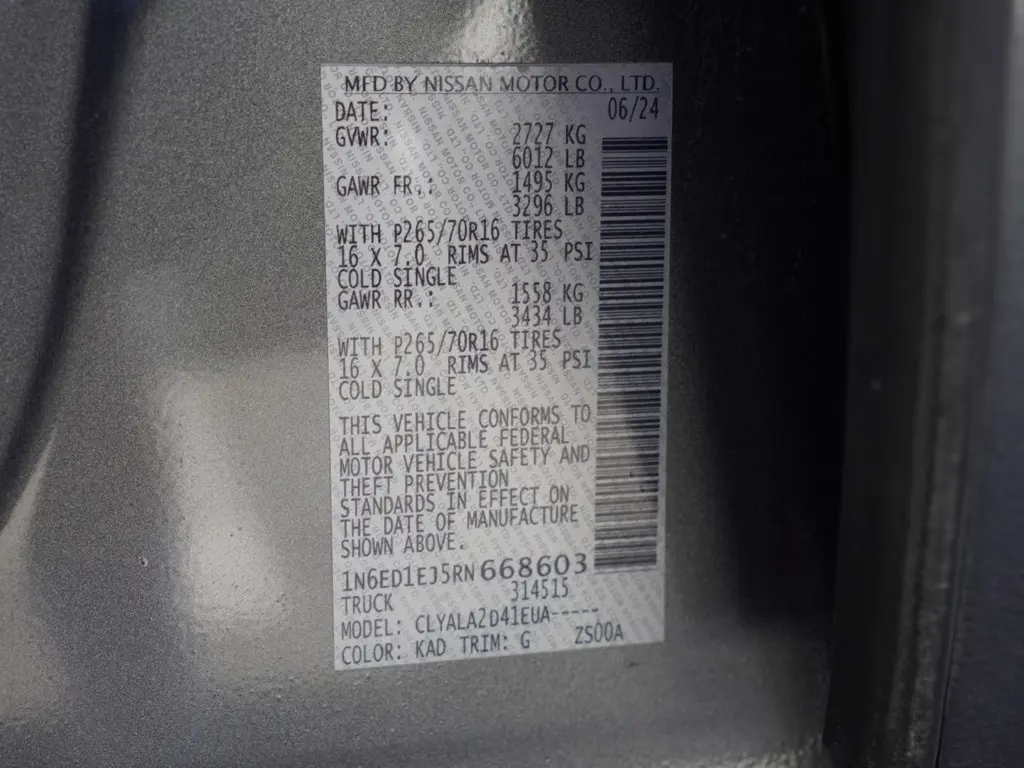 MFD BY NISSAN MOTOR CO., LTD.
DATE: 06/24
GVWR: 2727 KG
6012 LB
GAWR FR.: 1495 KG
3296 LB
WITH P265/70R16 TIRES
16 X 7.0 RIMS AT 35 PSI
COLD SINGLE
GAWR RR.: 1558 KG
3434 LB
WITH P265/70R16 TIRES
16 X 7.0 RIMS AT 35 PSI
COLD SINGLE
THIS VEHICLE CONFORMS TO
ALL APPLICABLE FEDERAL
MOTOR VEHICLE SAFETY AND
THEFT PREVENTION
STANDARDS IN EFFECT ON
THE DATE OF MANUFACTURE
SHOWN ABOVE.
1N6ED1EJ5RN668603
TRUCK 314515
MODEL: CLYALA2D41EUA-----
COLOR: KAD TRIM: G ZS00A